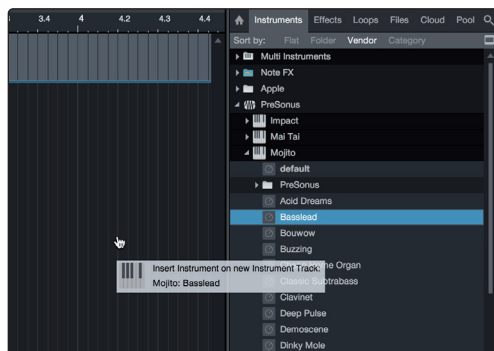 3.4 4 4.2 4.3 4.4
Instruments Effects Loops Files Cloud Pool
Sort by: Flat Folder Vendor Category
Multi Instruments
Note FX
Apple
PreSonus
Impact
Mai Tai
Mojito
default
PreSonus
Acid Dreams
Basslead
Bouwow
Buzzing
Organ
Insert Instrument on new Instrument Track:
Classic Subtrabass
Mojito: Basslead
Clavinet
Deep Pulse
Demoscene
Dinky Mole